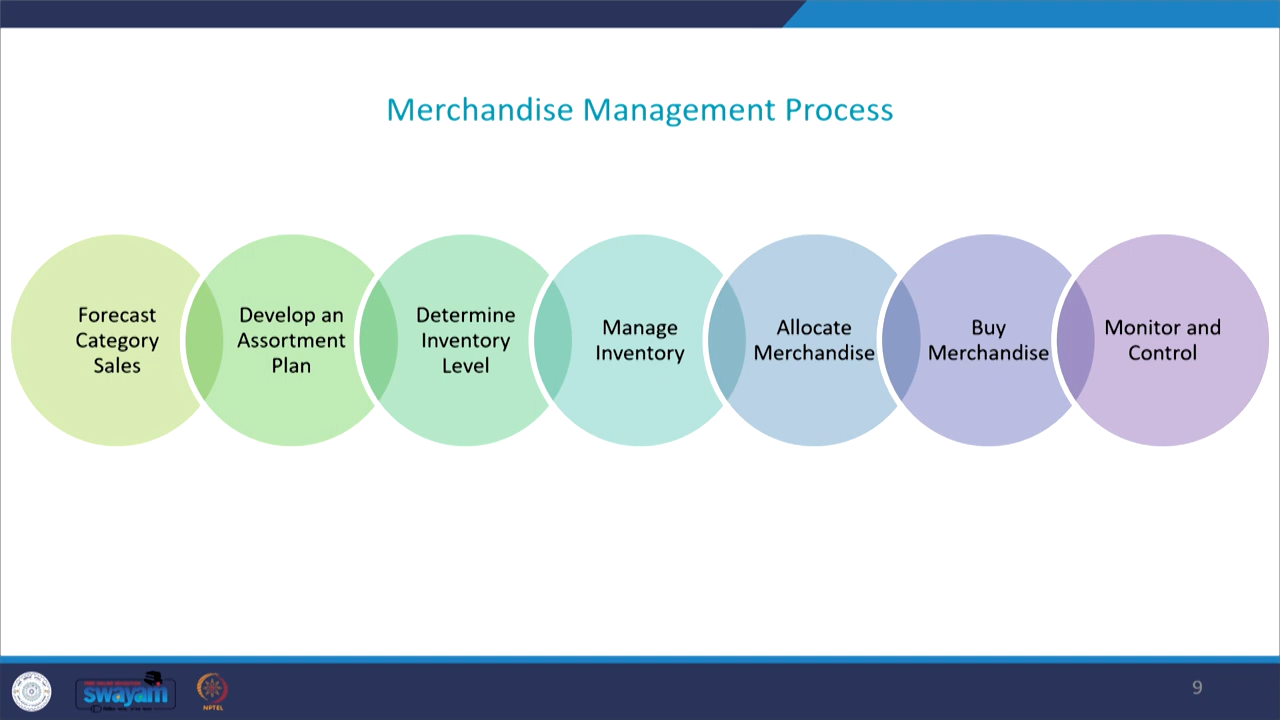 Merchandise Management Process
Forecast
Category
Sales
Develop an
Assortment
Plan
Determine
Inventory
Level
Manage
Inventory
Allocate
Merchandise
Buy
Merchandise
Monitor and
Control
swayam
NPTEL
9